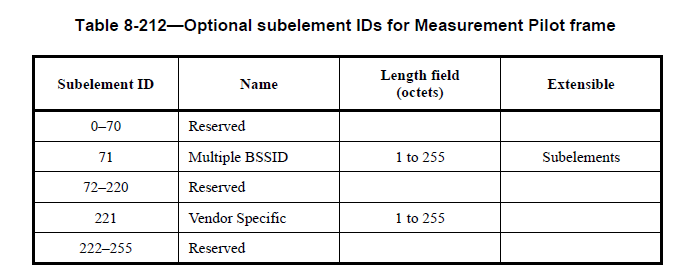 Table 8-212—Optional subelement IDs for Measurement Pilot frame
Subelement ID Name Length field (octets) Extensible
0–70 Reserved
71 Multiple BSSID 1 to 255 Subelements
72–220 Reserved
221 Vendor Specific 1 to 255
222–255 Reserved